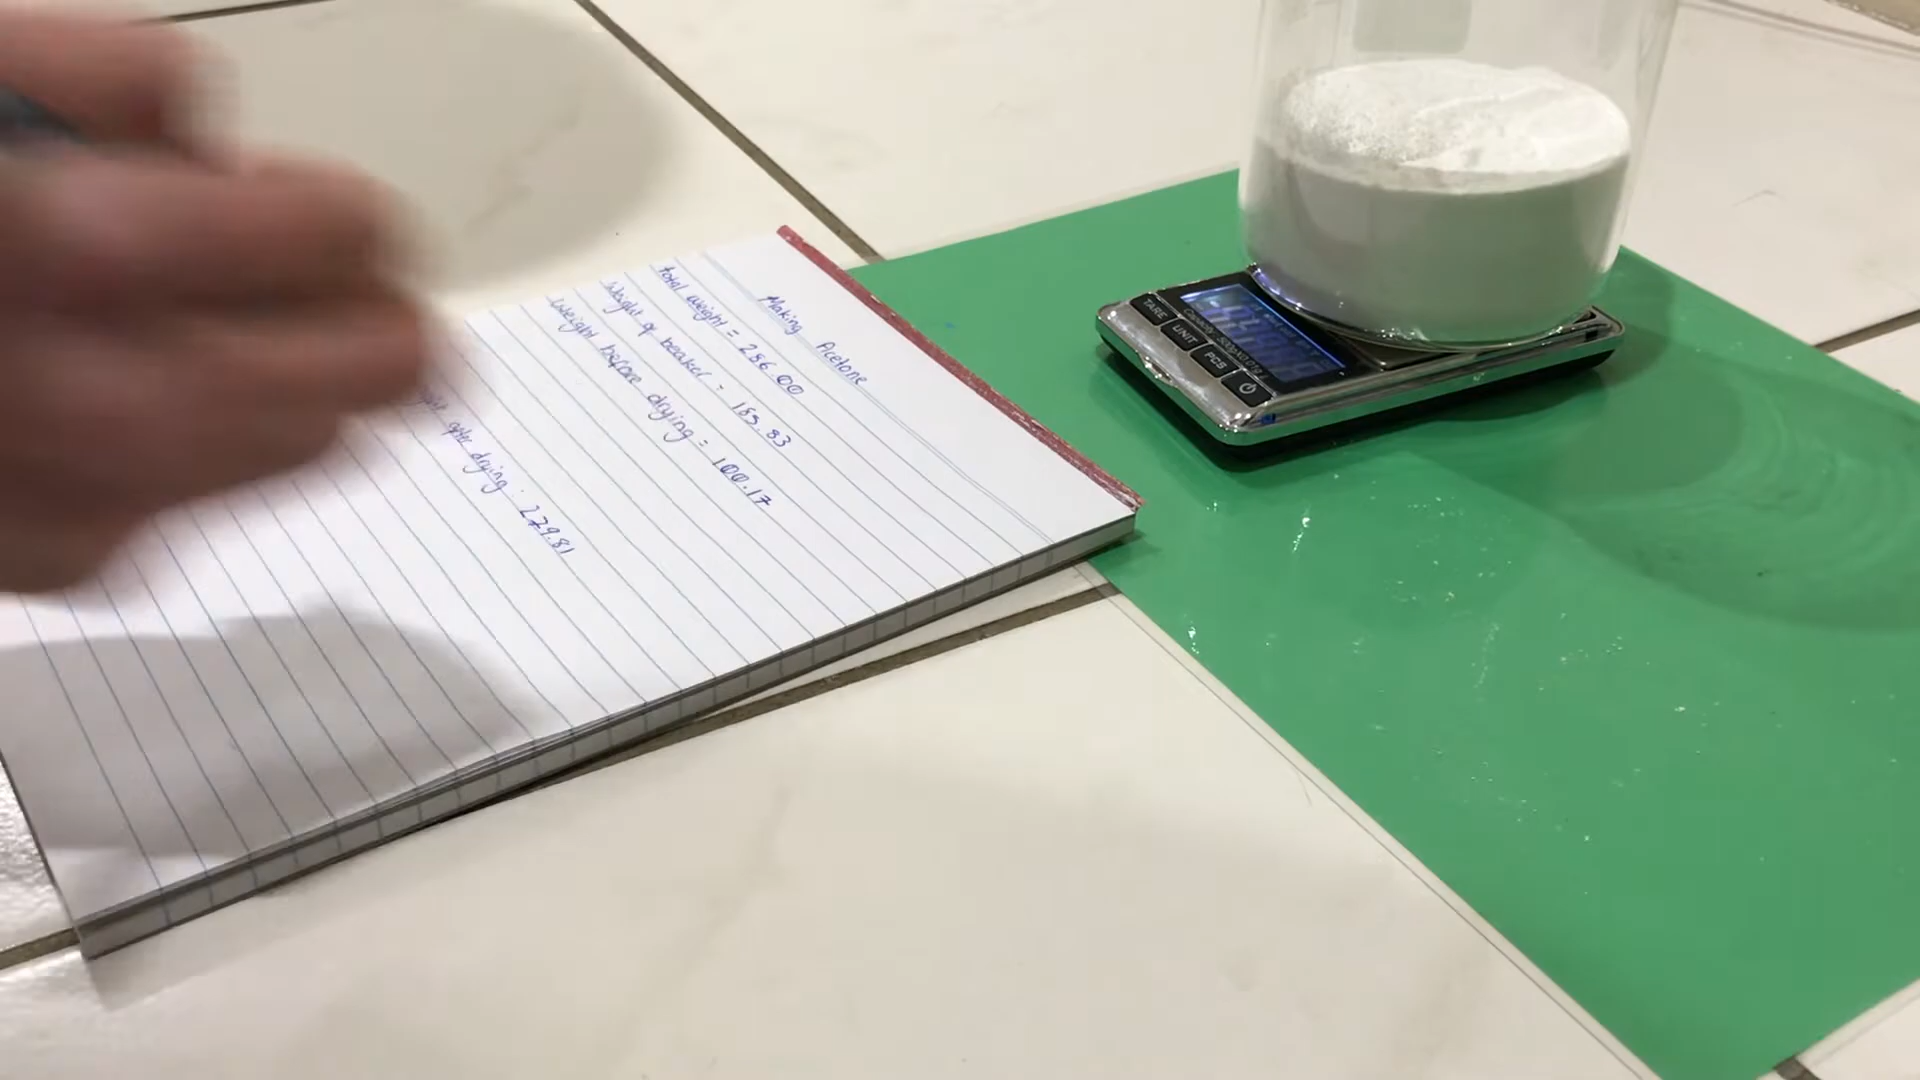 Making Acetone
Total weight = 286.00
Weight of beaker = 185.83
Weight before drying = 100.17
after drying : 279.81
TARE
UNIT
PCS
Capacity